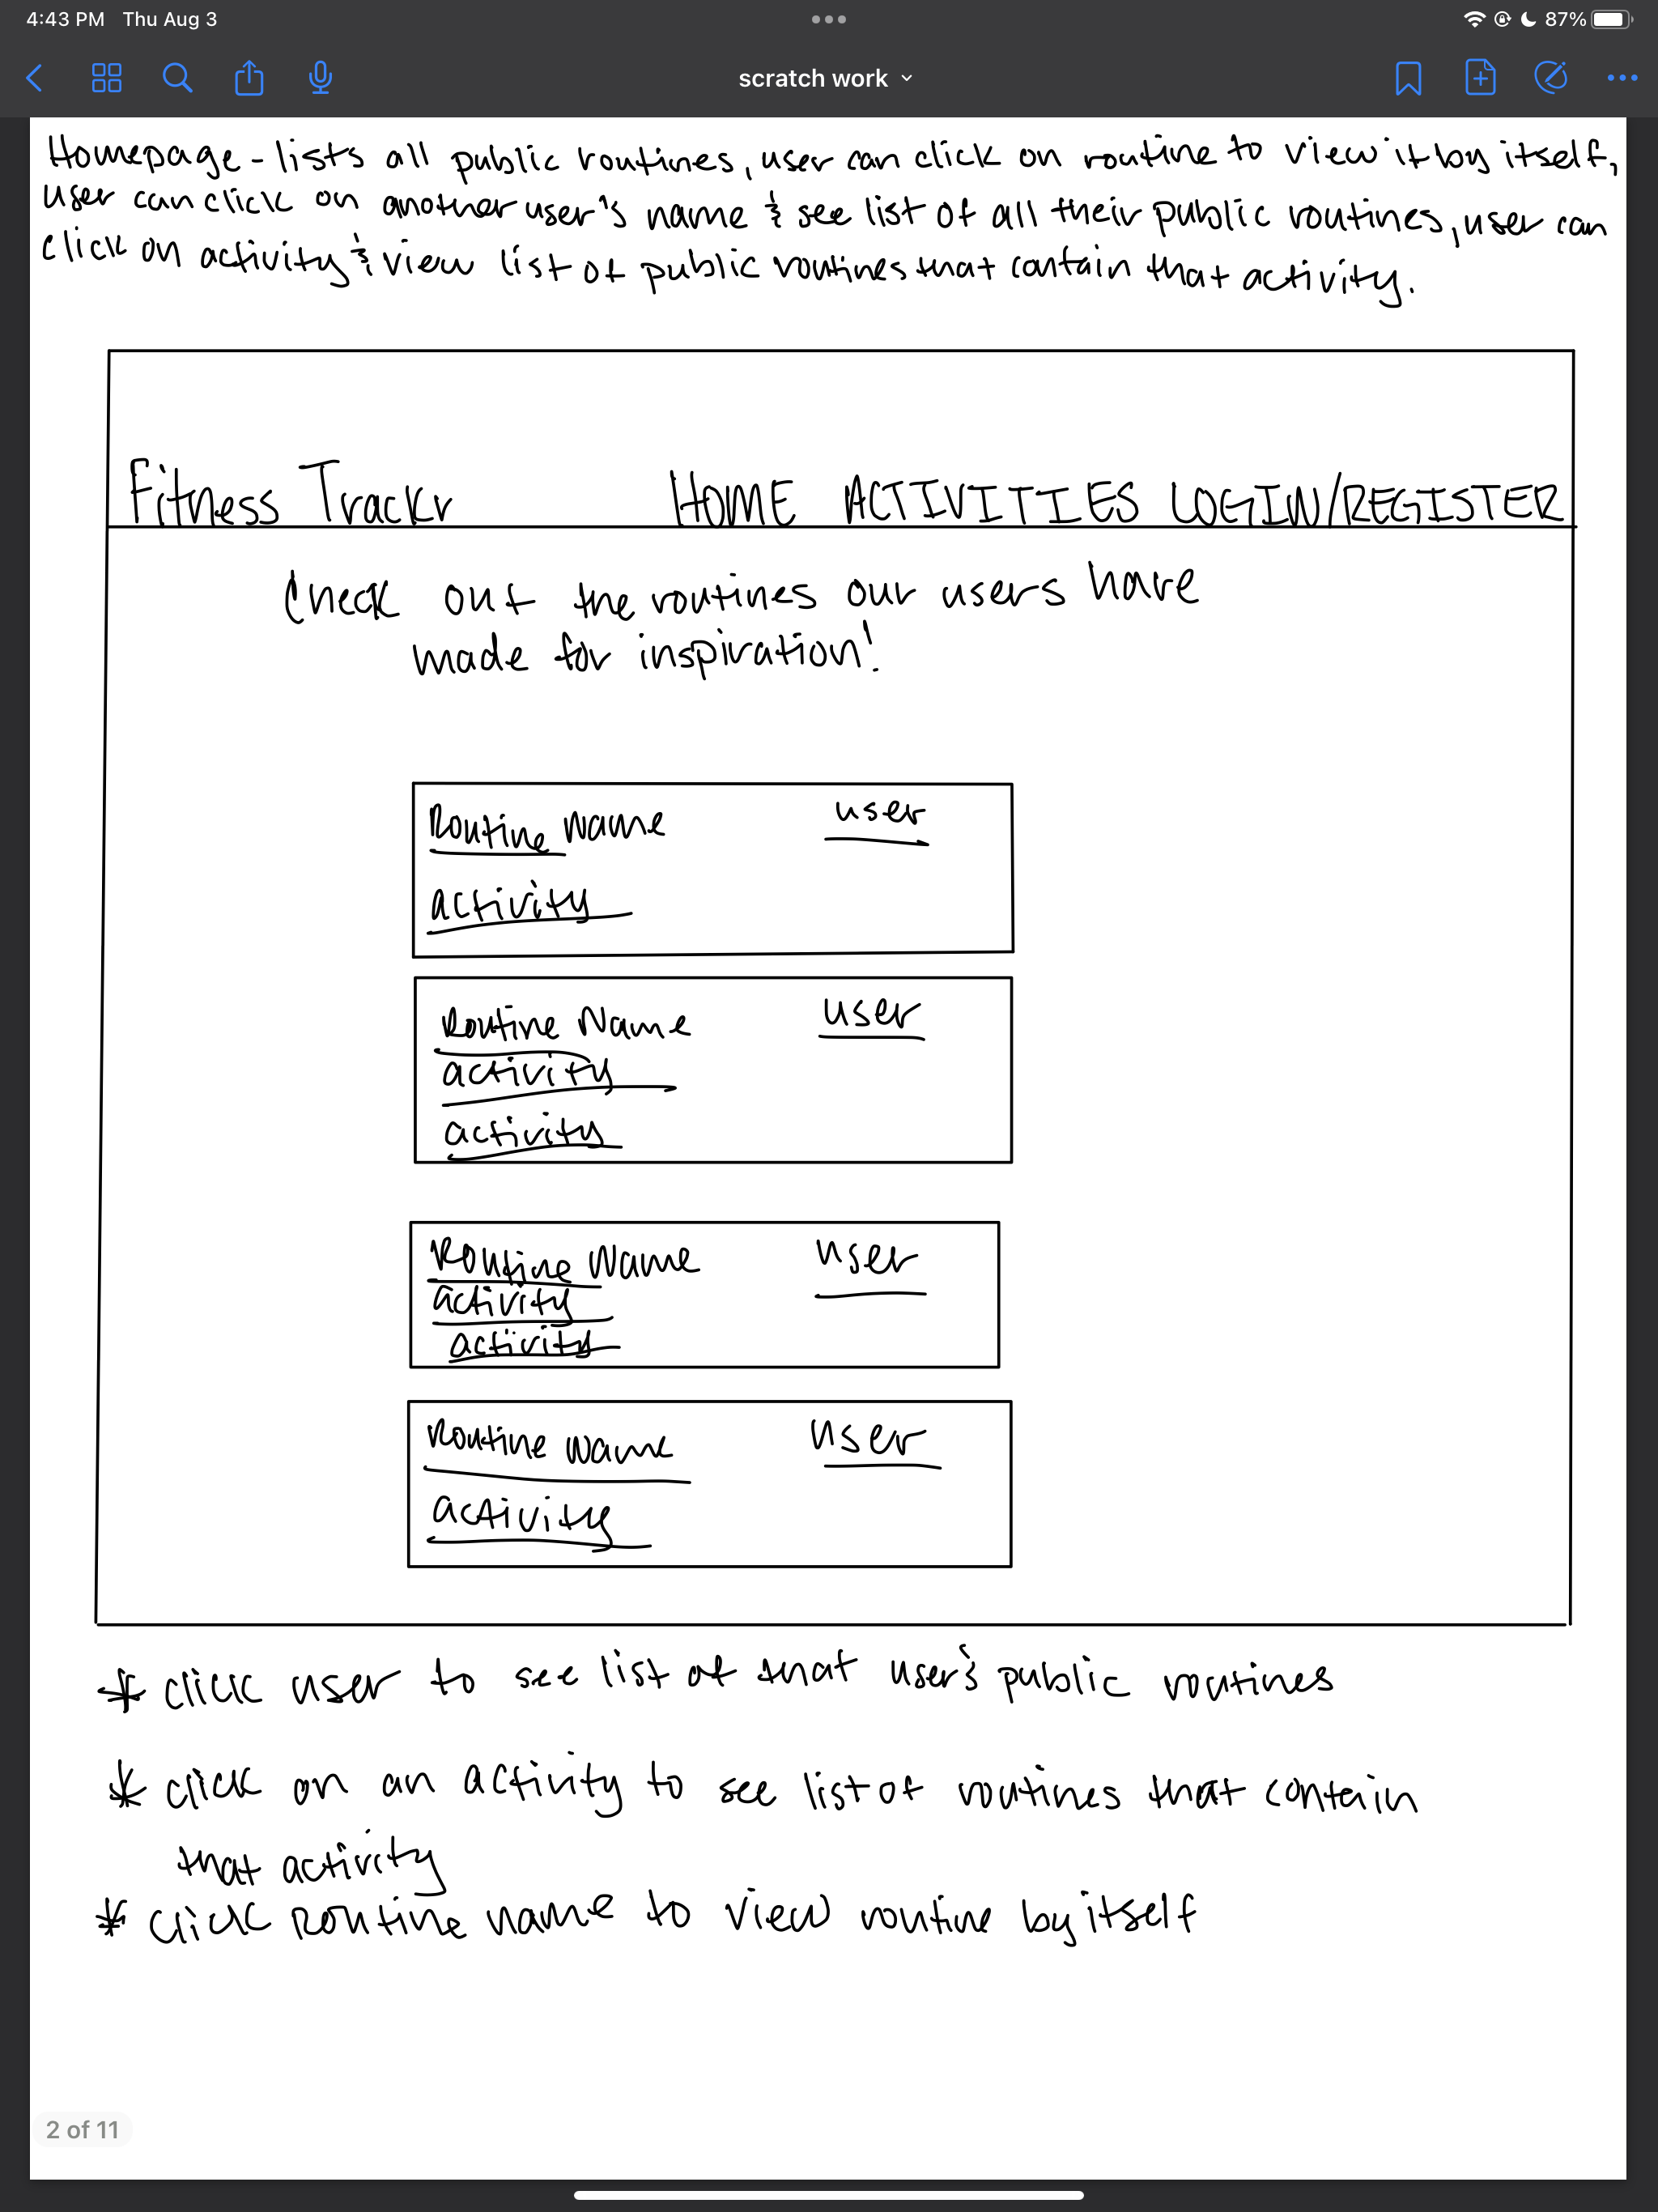 4:43 PM Thu Aug 3
87%
scratch work
Homepage - lists all public routines, user can click on routine to view it by itself,
user can click on another user's name & see list of all their public routines, user can
click on activity & view list of public routines that contain that activity.
Fitness Trackr HOME ACTIVITIES LOGIN/REGISTER
Check out the routines our users have
made for inspiration!
Routine Name user
activity
Routine Name user
activity
activity
Routine Name user
activity
activity
Routine Name user
activity
* click user to see list of that user's public routines
* click on an activity to see list of routines that contain
that activity
* click routine name to view routine by itself
2 of 11